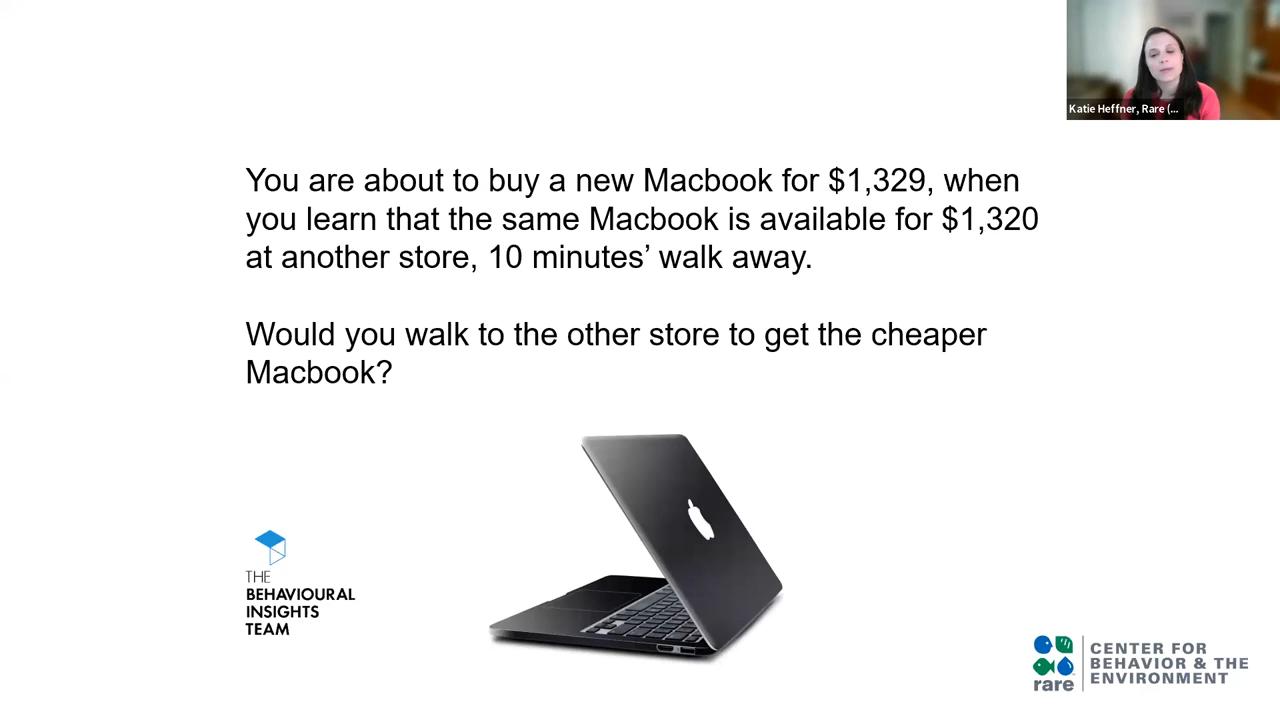 Katie Heffner, Rare (...
You are about to buy a new Macbook for $1,329, when
you learn that the same Macbook is available for $1,320
at another store, 10 minutes’ walk away.
Would you walk to the other store to get the cheaper
Macbook?
THE
BEHAVIOURAL
INSIGHTS
TEAM
rare
CENTER FOR
BEHAVIOR & THE
ENVIRONMENT